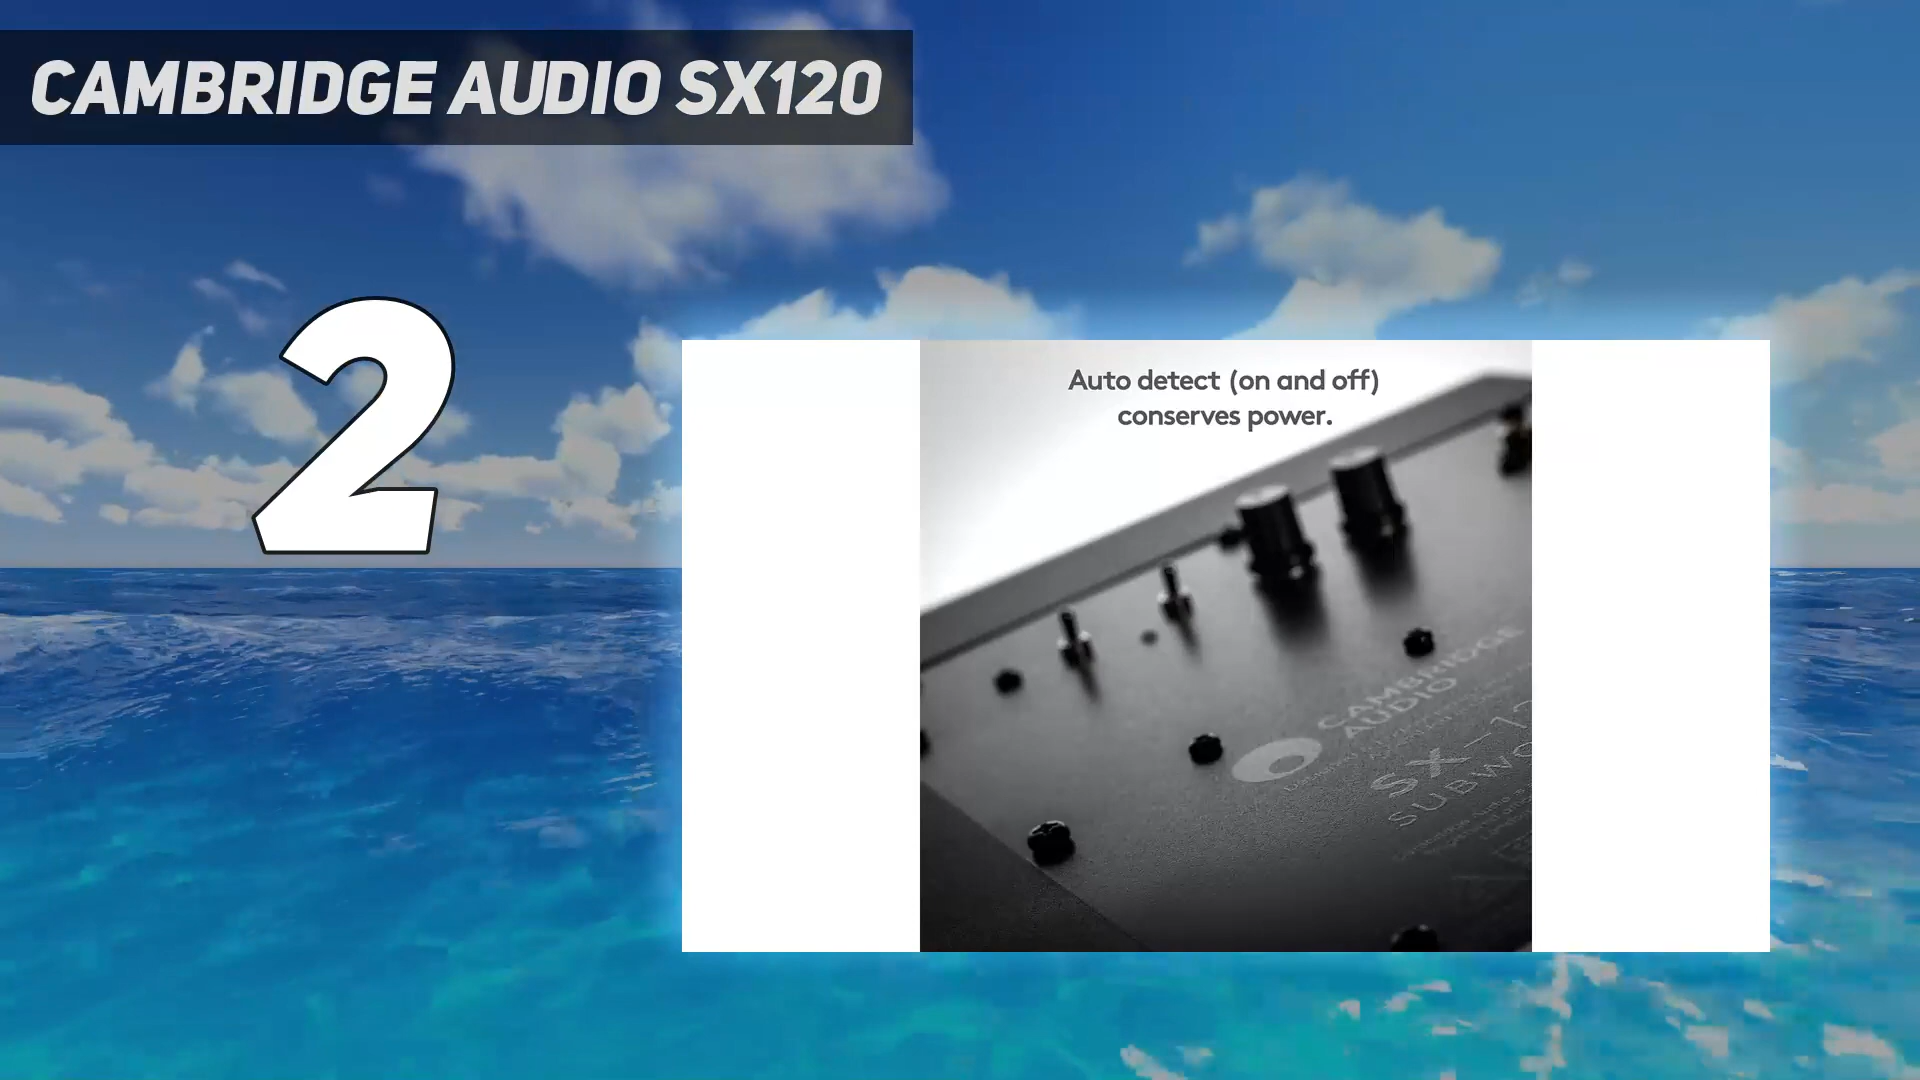 CAMBRIDGE AUDIO SX120
2
Auto detect (on and off)
conserves power.
CAMBRIDGE
AUDIO